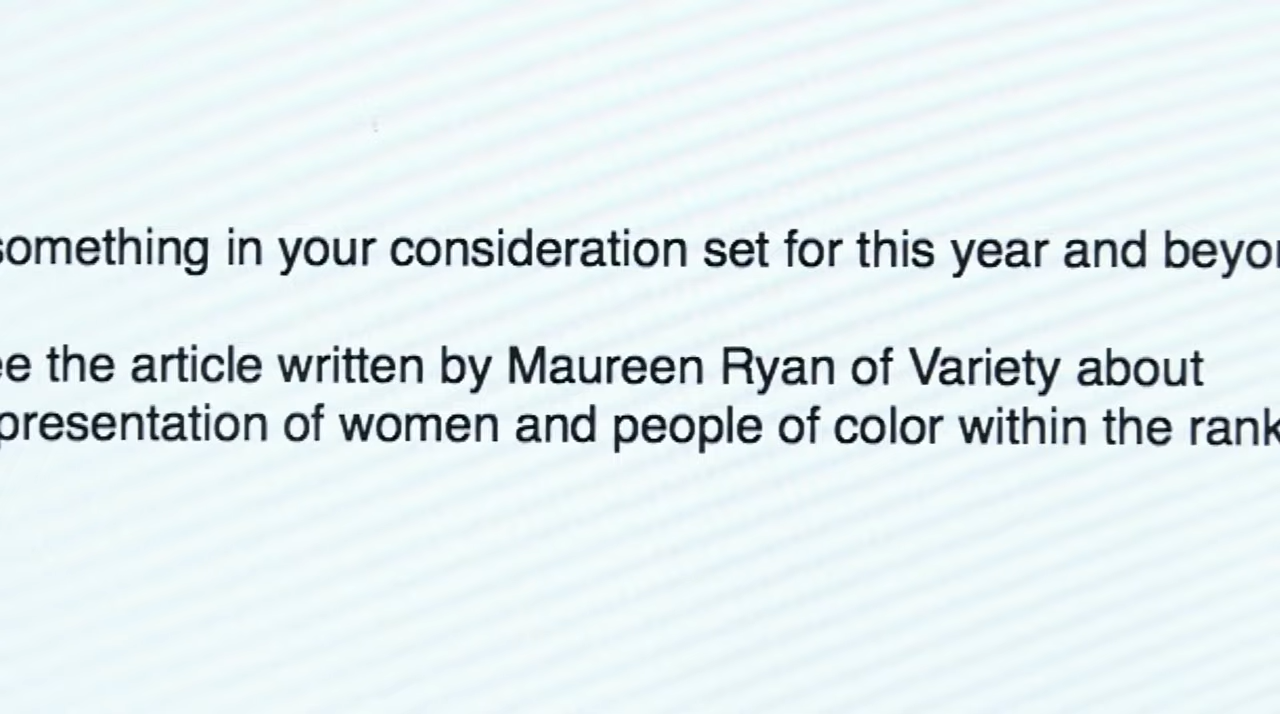 something in your consideration set for this year and beyo
the article written by Maureen Ryan of Variety about
presentation of women and people of color within the rank